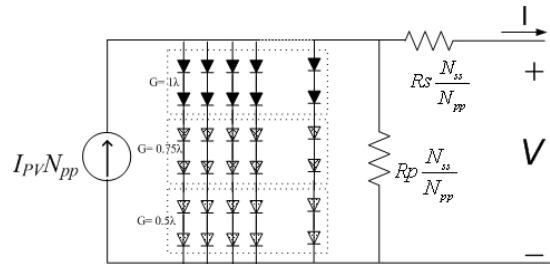 I
G= 1λ
Rs N_ss/N_pp
+
G= 0.75λ
I_PV N_pp
Rp N_ss/N_pp
V
G= 0.5λ
−